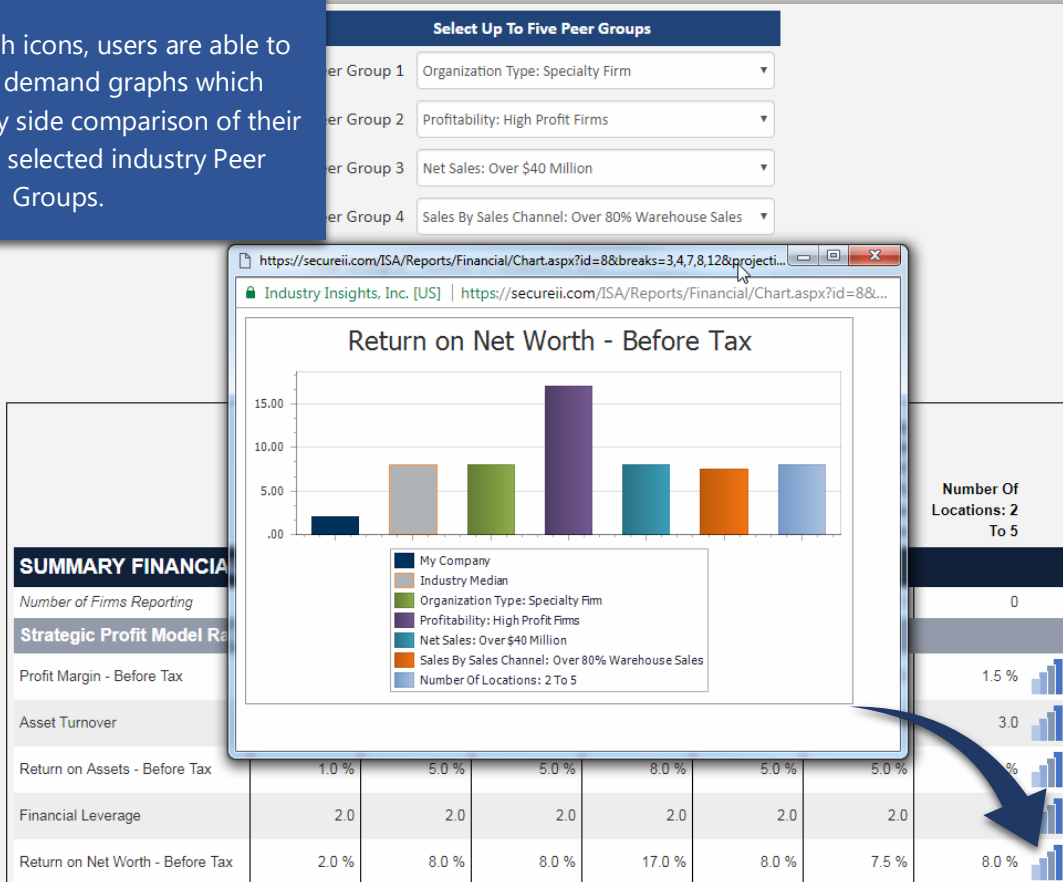 h icons, users are able to
demand graphs which
y side comparison of their
selected industry Peer
Groups.
Select Up To Five Peer Groups
er Group 1 Organization Type: Specialty Firm
er Group 2 Profitability: High Profit Firms
er Group 3 Net Sales: Over $40 Million
er Group 4 Sales By Sales Channel: Over 80% Warehouse Sales
https://secureii.com/ISA/Reports/Financial/Chart.aspx?id=8&breaks=3,4,7,8,12&projecti...
Industry Insights, Inc. [US] | https://secureii.com/ISA/Reports/Financial/Chart.aspx?id=8&...
Return on Net Worth - Before Tax
15.00
10.00
5.00
.00
My Company
Industry Median
Organization Type: Specialty Firm
Profitability: High Profit Firms
Net Sales: Over $40 Million
Sales By Sales Channel: Over 80% Warehouse Sales
Number Of Locations: 2 To 5
Number Of
Locations: 2
To 5
SUMMARY FINANCIA
Number of Firms Reporting 0
Strategic Profit Model Ra
Profit Margin - Before Tax 1.5 %
Asset Turnover 3.0
Return on Assets - Before Tax 1.0 % 5.0 % 5.0 % 8.0 % 5.0 % 5.0 % %
Financial Leverage 2.0 2.0 2.0 2.0 2.0 2.0
Return on Net Worth - Before Tax 2.0 % 8.0 % 8.0 % 17.0 % 8.0 % 7.5 % 8.0 %